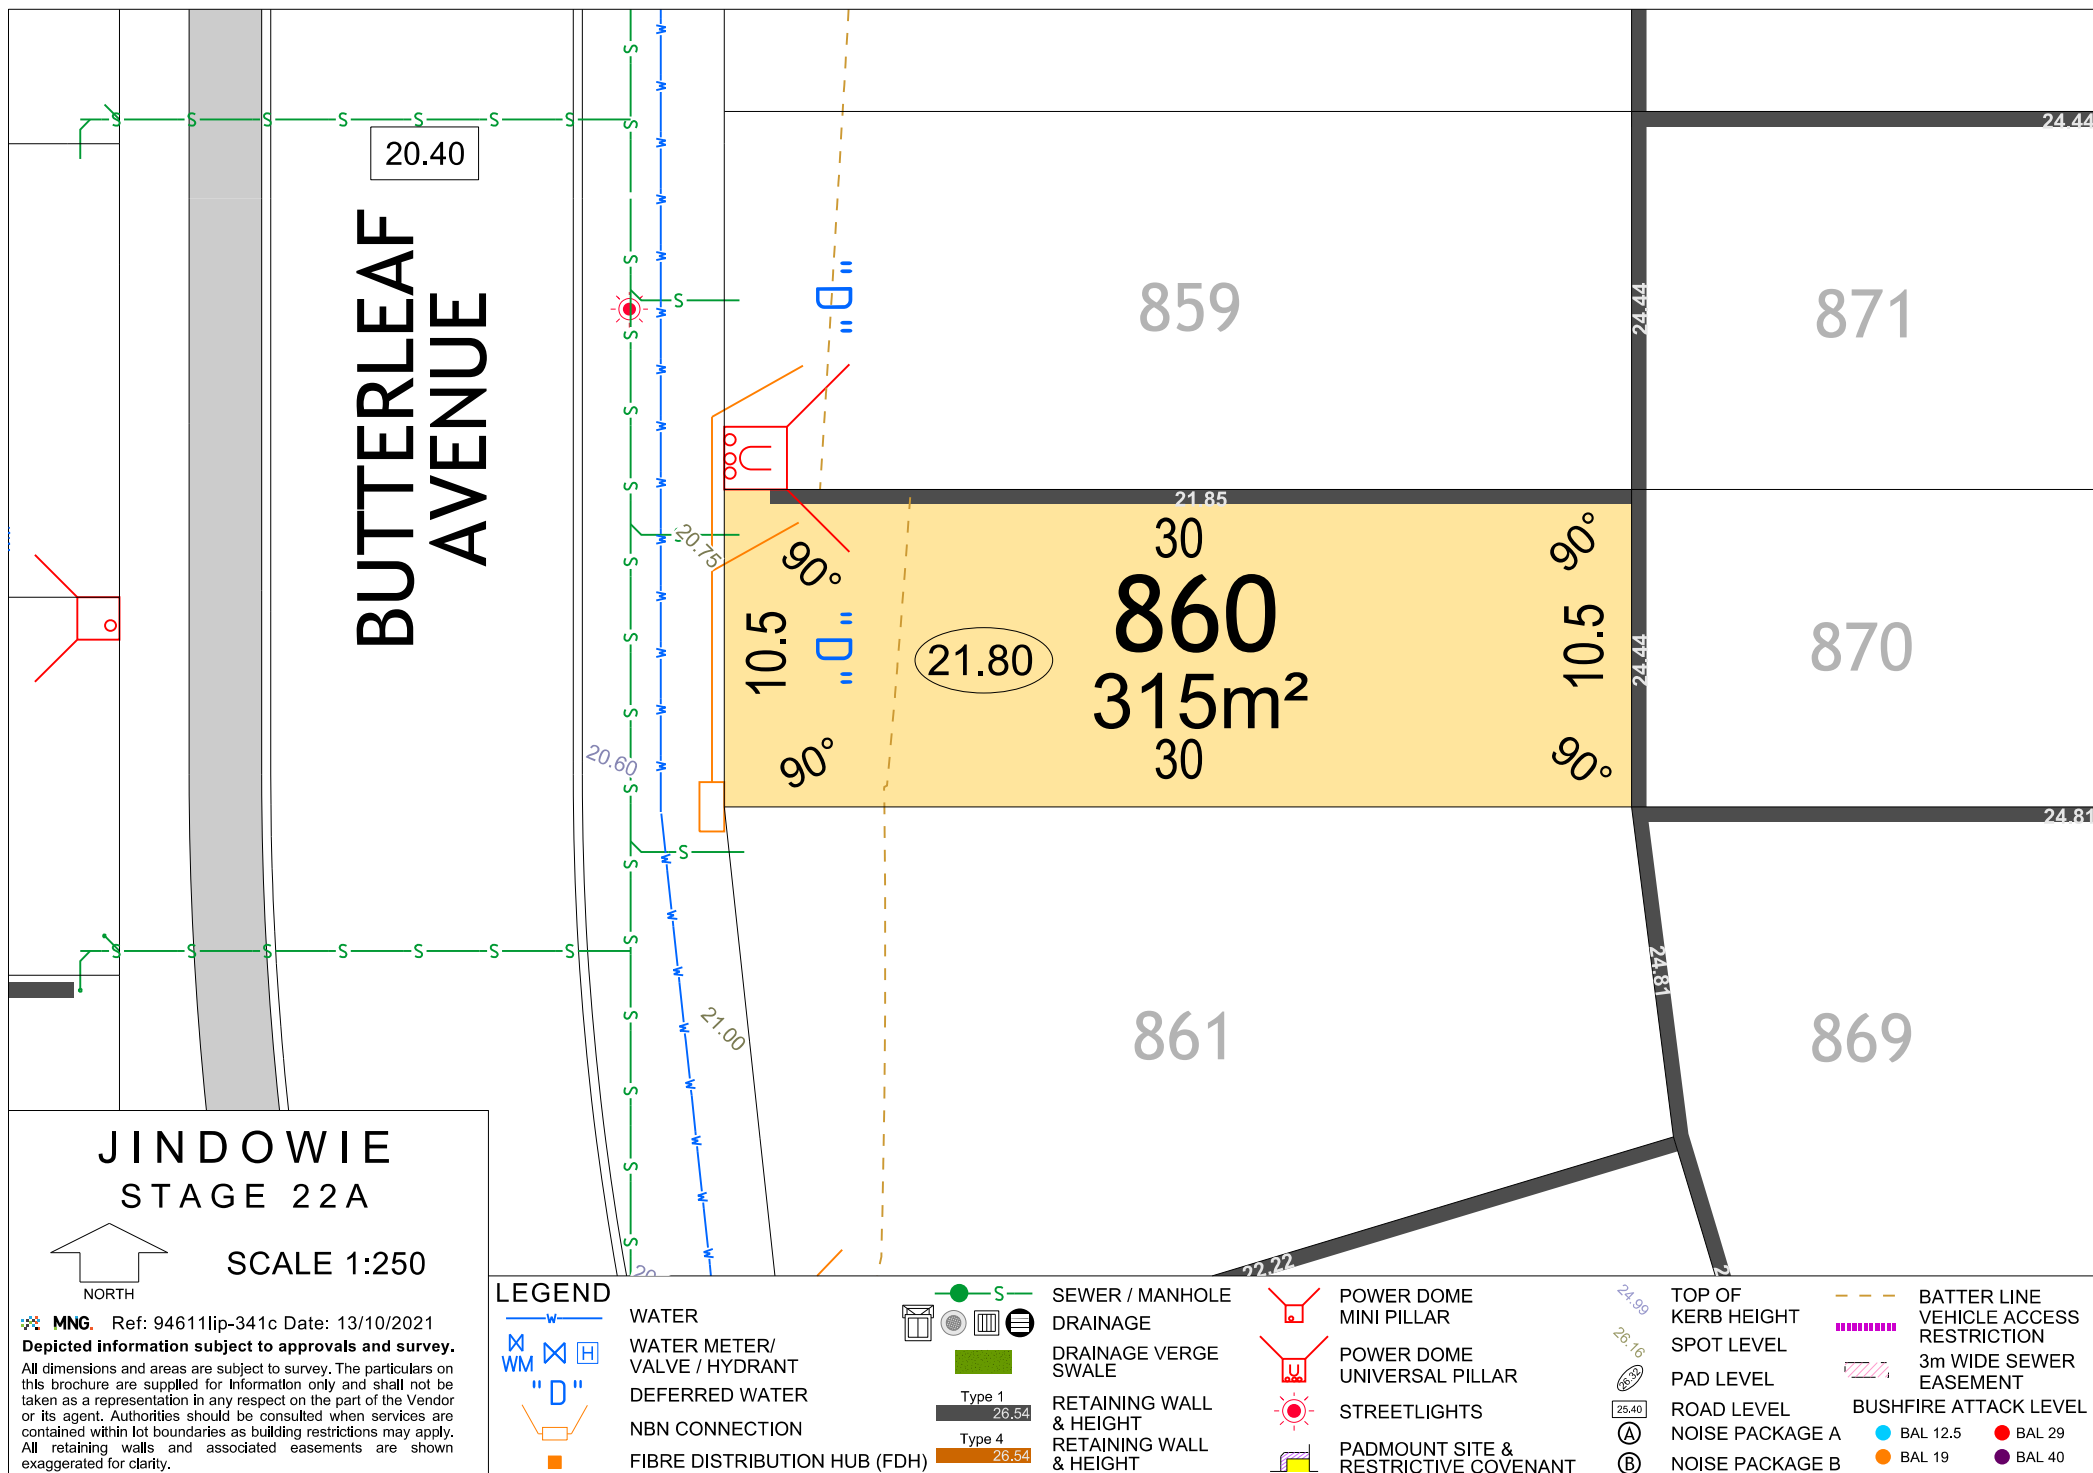 20.40
BUTTERLEAF
AVENUE
859
871
24.44
24.44
21.85
30
90°
90°
20.75
860
10.5
"D"
"D"
21.80
315m²
10.5
24.44
870
30
90°
90°
20.60
24.81
861
869
24.81
21.00
22.22
JINDOWIE
STAGE 22A
NORTH
SCALE 1:250
MNG. Ref: 94611lip-341c Date: 13/10/2021
Depicted information subject to approvals and survey.
All dimensions and areas are subject to survey. The particulars on
this brochure are supplied for information only and shall not be
taken as a representation in any respect on the part of the Vendor
or its agent. Authorities should be consulted when services are
contained within lot boundaries as building restrictions may apply.
All retaining walls and associated easements are shown
exaggerated for clarity.
LEGEND
W WATER
WM H WATER METER/
VALVE / HYDRANT
"D" DEFERRED WATER
NBN CONNECTION
FIBRE DISTRIBUTION HUB (FDH)
S SEWER / MANHOLE
DRAINAGE
DRAINAGE VERGE
SWALE
Type 1 26.54 RETAINING WALL
& HEIGHT
Type 4 26.54 RETAINING WALL
& HEIGHT
POWER DOME
MINI PILLAR
POWER DOME
UNIVERSAL PILLAR
STREETLIGHTS
PADMOUNT SITE &
RESTRICTIVE COVENANT
24.99 TOP OF
KERB HEIGHT
26.16 SPOT LEVEL
26.32 PAD LEVEL
25.40 ROAD LEVEL
A NOISE PACKAGE A
B NOISE PACKAGE B
BATTER LINE
VEHICLE ACCESS
RESTRICTION
3m WIDE SEWER
EASEMENT
BUSHFIRE ATTACK LEVEL
BAL 12.5
BAL 29
BAL 19
BAL 40